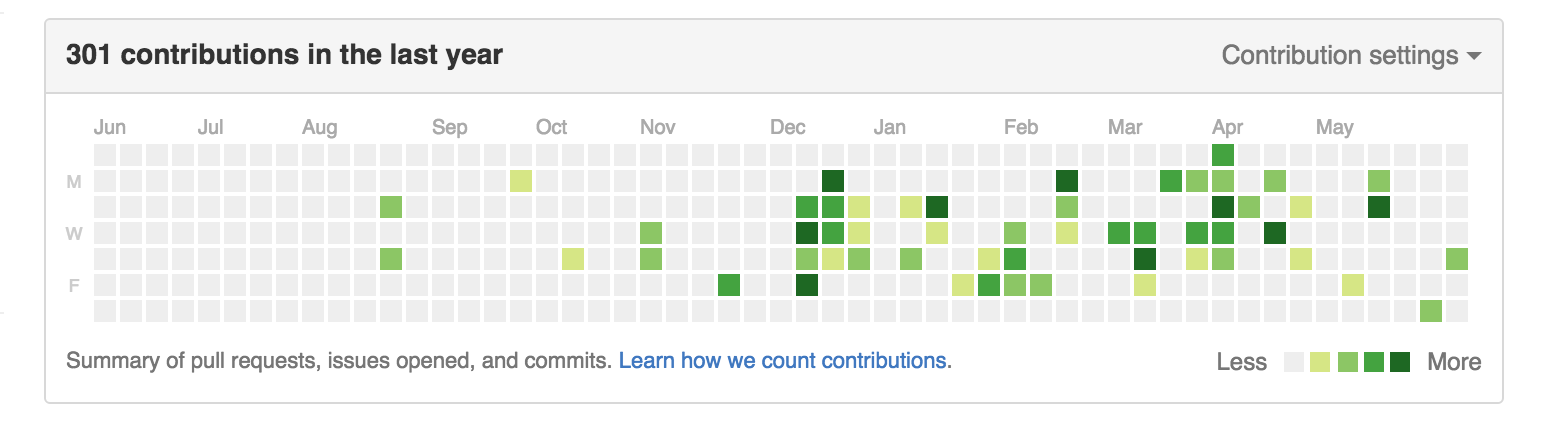 301 contributions in the last year
Contribution settings
Jun Jul Aug Sep Oct Nov Dec Jan Feb Mar Apr May
M
W
F
Summary of pull requests, issues opened, and commits. Learn how we count contributions.
Less More